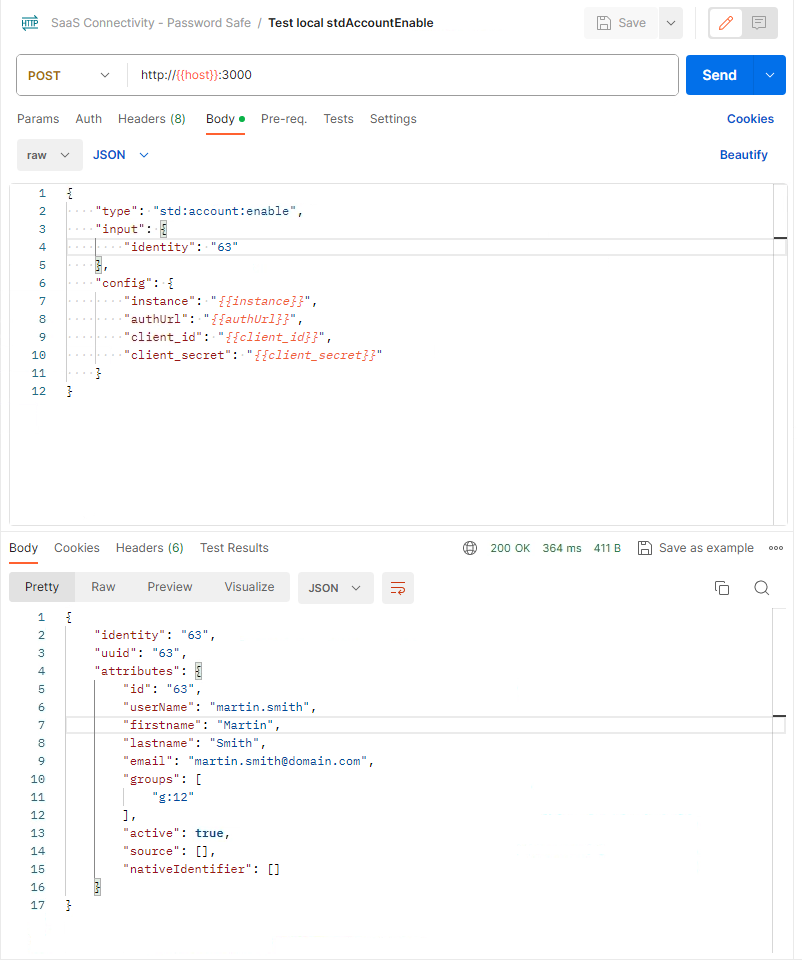 HTTP SaaS Connectivity - Password Safe / Test local stdAccountEnable Save
POST http://{{host}}:3000 Send
Params Auth Headers (8) Body Pre-req. Tests Settings Cookies
raw JSON Beautify
1 {
2 "type": "std:account:enable",
3 "input": {
4 "identity": "63"
5 },
6 "config": {
7 "instance": "{{instance}}",
8 "authUrl": "{{authUrl}}",
9 "client_id": "{{client_id}}",
10 "client_secret": "{{client_secret}}"
11 }
12 }
Body Cookies Headers (6) Test Results 200 OK 364 ms 411 B Save as example
Pretty Raw Preview Visualize JSON
1 {
2 "identity": "63",
3 "uuid": "63",
4 "attributes": {
5 "id": "63",
6 "userName": "martin.smith",
7 "firstname": "Martin",
8 "lastname": "Smith",
9 "email": "martin.smith@domain.com",
10 "groups": [
11 "g:12"
12 ],
13 "active": true,
14 "source": [],
15 "nativeIdentifier": []
16 }
17 }